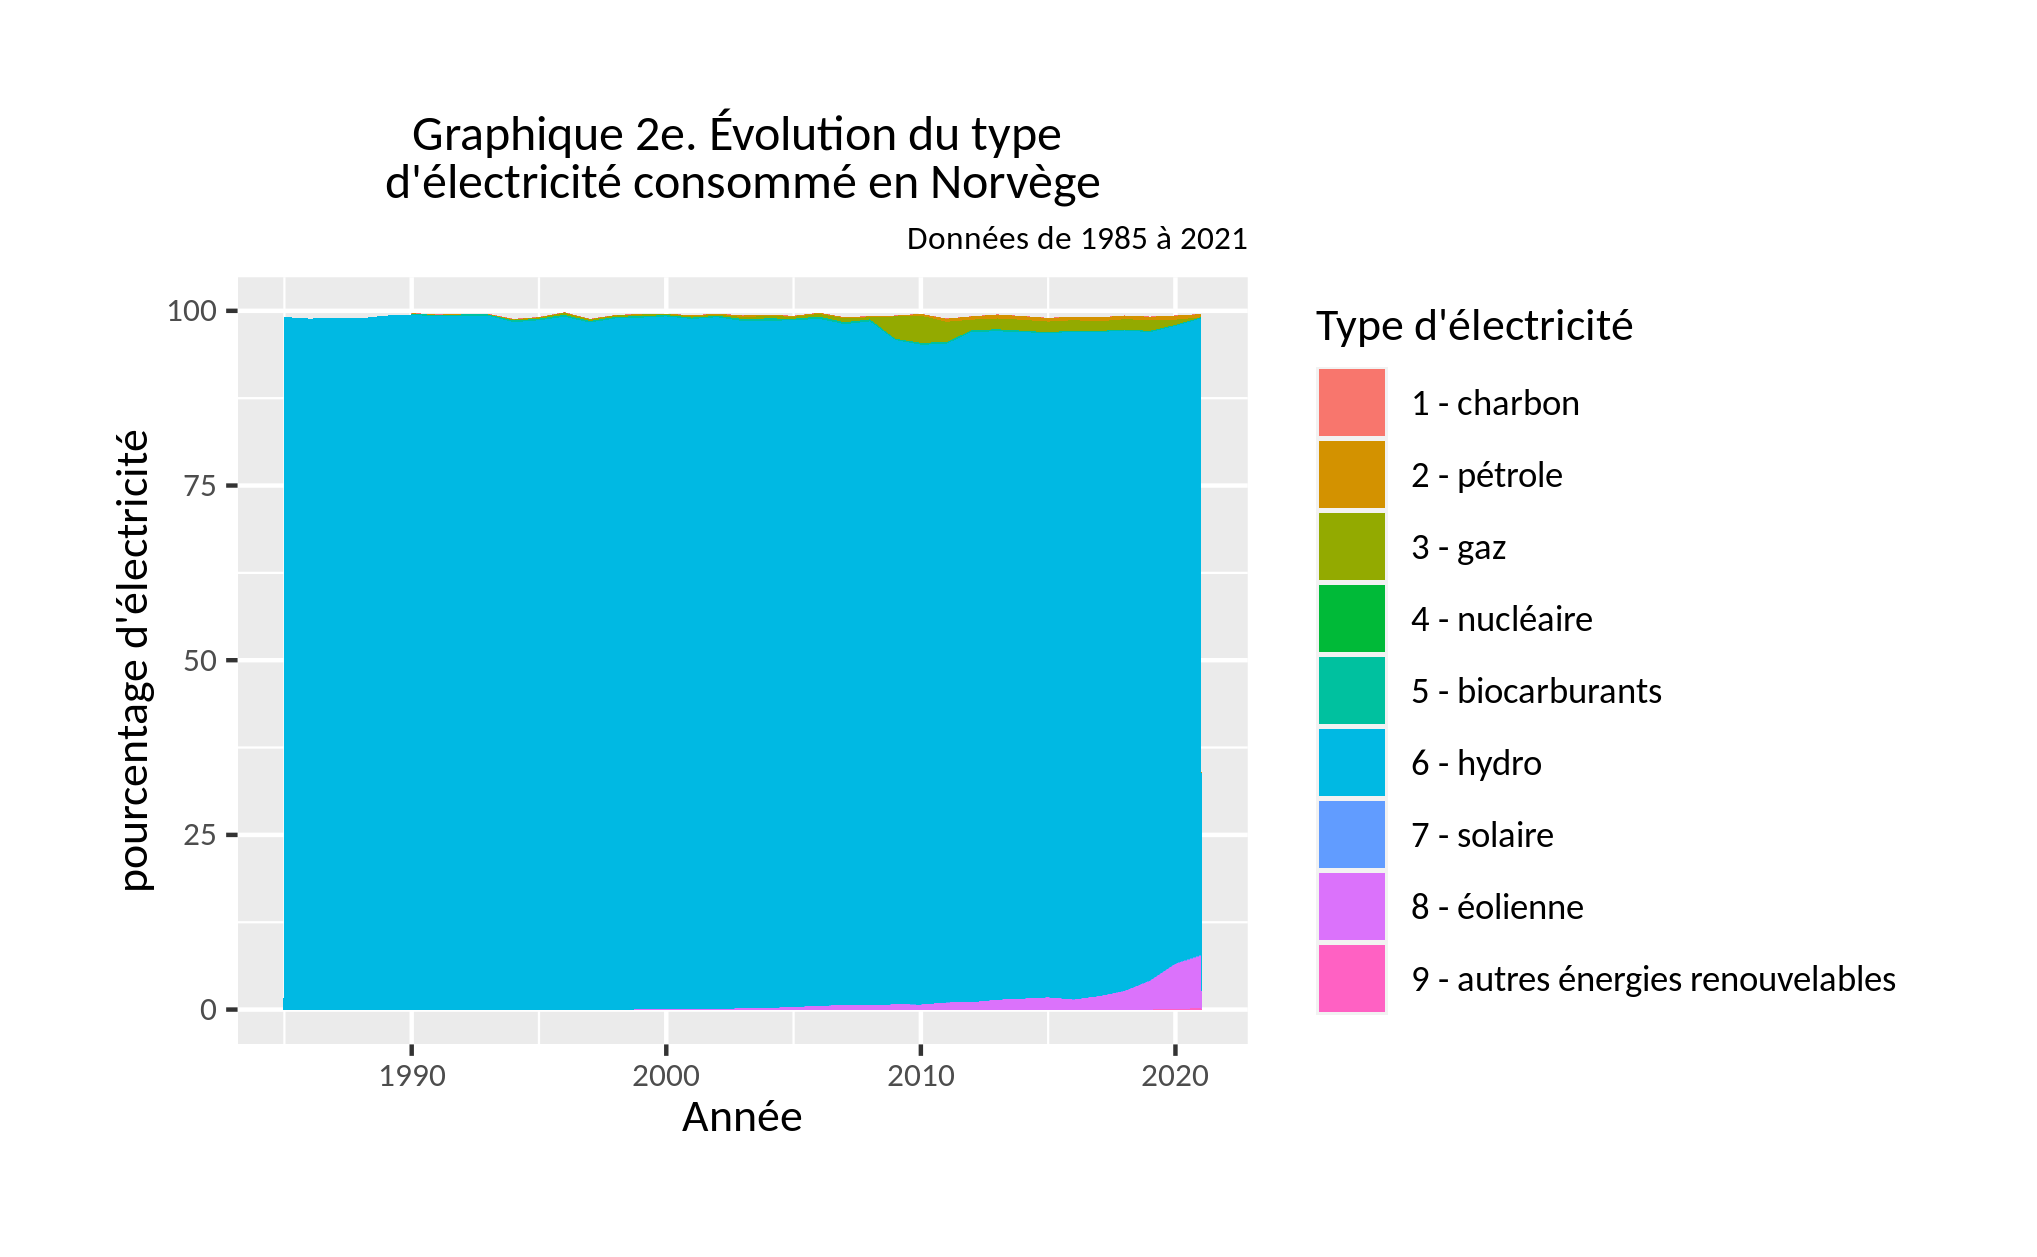 Graphique 2e. Évolution du type
d'électricité consommé en Norvège
Données de 1985 à 2021
pourcentage d'électricité
100
75
50
25
0
1990 2000 2010 2020
Année
Type d'électricité
1 - charbon
2 - pétrole
3 - gaz
4 - nucléaire
5 - biocarburants
6 - hydro
7 - solaire
8 - éolienne
9 - autres énergies renouvelables